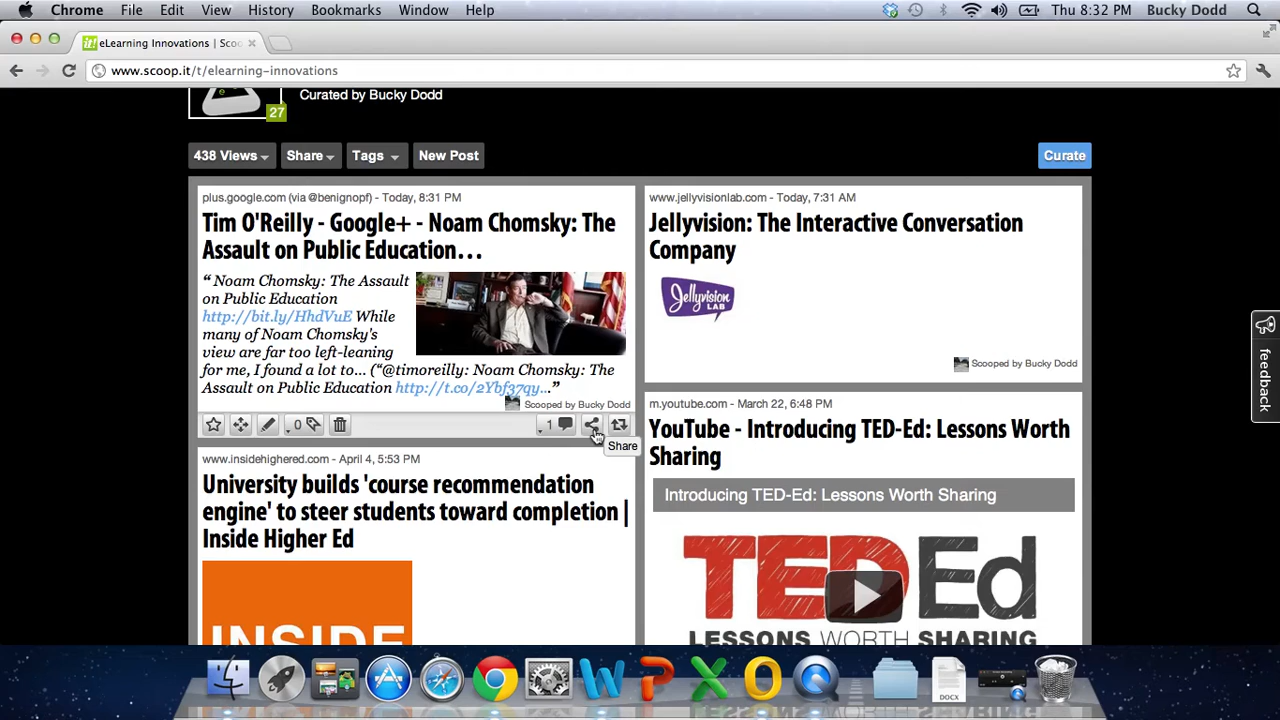 Chrome File Edit View History Bookmarks Window Help Thu 8:32 PM Bucky Dodd
it! eLearning Innovations | Scoo
www.scoop.it/t/elearning-innovations
27
Curated by Bucky Dodd
438 Views Share Tags New Post Curate
plus.google.com (via @benignopf) - Today, 8:31 PM
Tim O'Reilly - Google+ - Noam Chomsky: The
Assault on Public Education…
“ Noam Chomsky: The Assault
on Public Education
http://bit.ly/HhdVuE While
many of Noam Chomsky's
view are far too left-leaning
for me, I found a lot to... (“@timoreilly: Noam Chomsky: The
Assault on Public Education http://t.co/2Ybf37qy...”
Scooped by Bucky Dodd
0
1
Share
www.insidehighered.com - April 4, 5:53 PM
University builds 'course recommendation
engine' to steer students toward completion |
Inside Higher Ed
INSIDE
www.jellyvisionlab.com - Today, 7:31 AM
Jellyvision: The Interactive Conversation
Company
Jellyvision
LAB
Scooped by Bucky Dodd
m.youtube.com - March 22, 6:48 PM
YouTube - Introducing TED-Ed: Lessons Worth
Sharing
Introducing TED-Ed: Lessons Worth Sharing
TED Ed
LESSONS WORTH SHARING
feedback
W P X O
DOCX